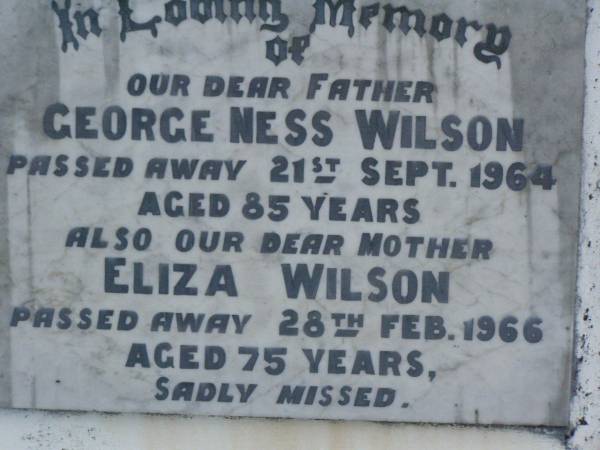 In Loving Memory
of
OUR DEAR FATHER
GEORGE NESS WILSON
PASSED AWAY 21ST SEPT. 1964
AGED 85 YEARS
ALSO OUR DEAR MOTHER
ELIZA WILSON
PASSED AWAY 28TH FEB. 1966
AGED 75 YEARS,
SADLY MISSED.